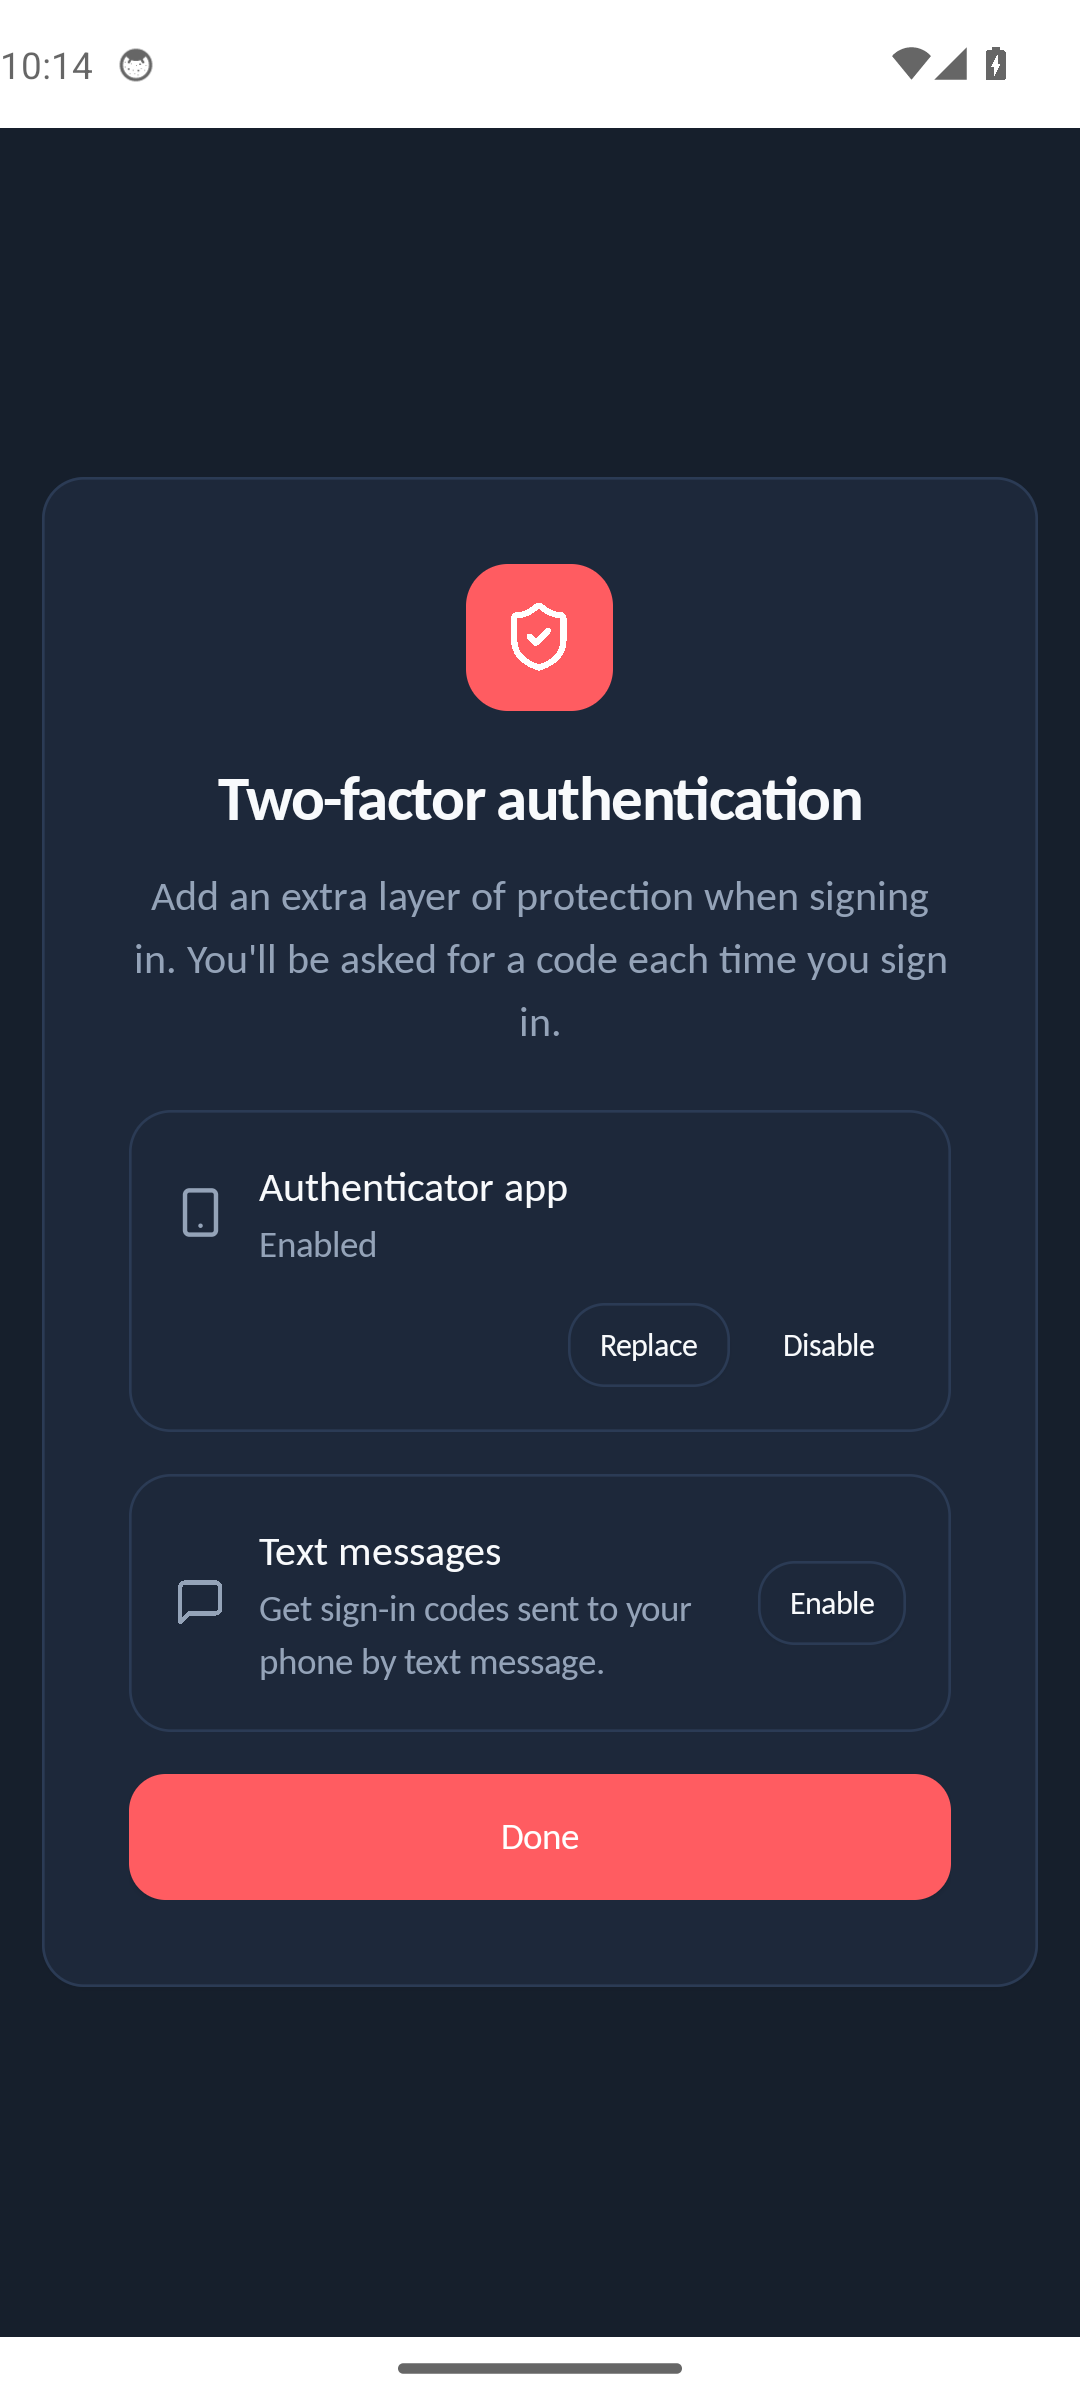 10:14
Two-factor authentication
Add an extra layer of protection when signing
in. You'll be asked for a code each time you sign
in.
Authenticator app
Enabled
Replace
Disable
Text messages
Get sign-in codes sent to your
phone by text message.
Enable
Done